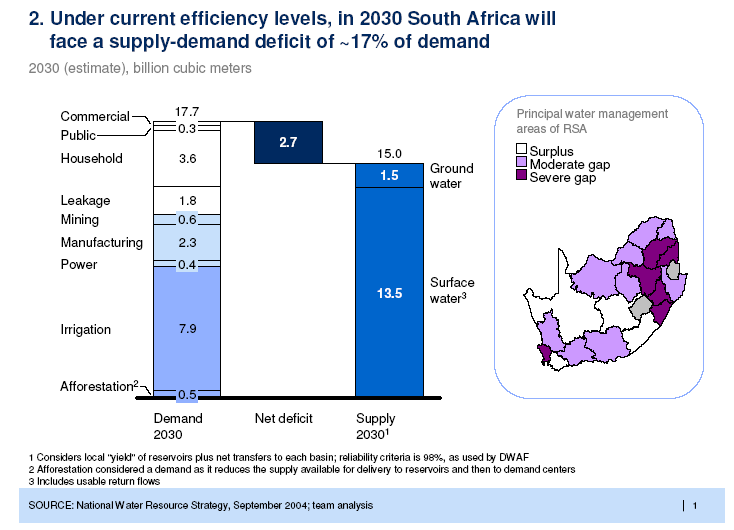 2. Under current efficiency levels, in 2030 South Africa will
face a supply-demand deficit of ~17% of demand
2030 (estimate), billion cubic meters
Commercial
Public
Household
Leakage
Mining
Manufacturing
Power
Irrigation
Afforestation2
17.7
0.3
3.6
1.8
0.6
2.3
0.4
7.9
0.5
Demand
2030
2.7
Net deficit
15.0
1.5
13.5
Supply
20301
Ground
water
Surface
water3
Principal water management
areas of RSA
Surplus
Moderate gap
Severe gap
1 Considers local "yield" of reservoirs plus net transfers to each basin; reliability criteria is 98%, as used by DWAF
2 Afforestation considered a demand as it reduces the supply available for delivery to reservoirs and then to demand centers
3 Includes usable return flows
SOURCE: National Water Resource Strategy, September 2004; team analysis
1